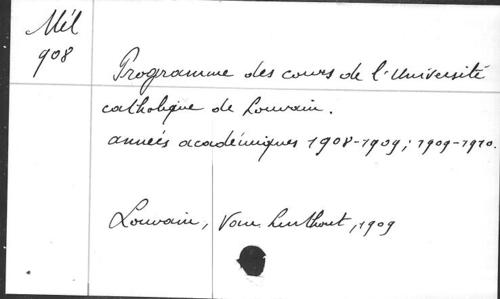 Mél
908
Programme des cours de l'Université
catholique de Louvain.
années académiques 1908-1909; 1909-1910.
Louvain, Van Linthout, 1909